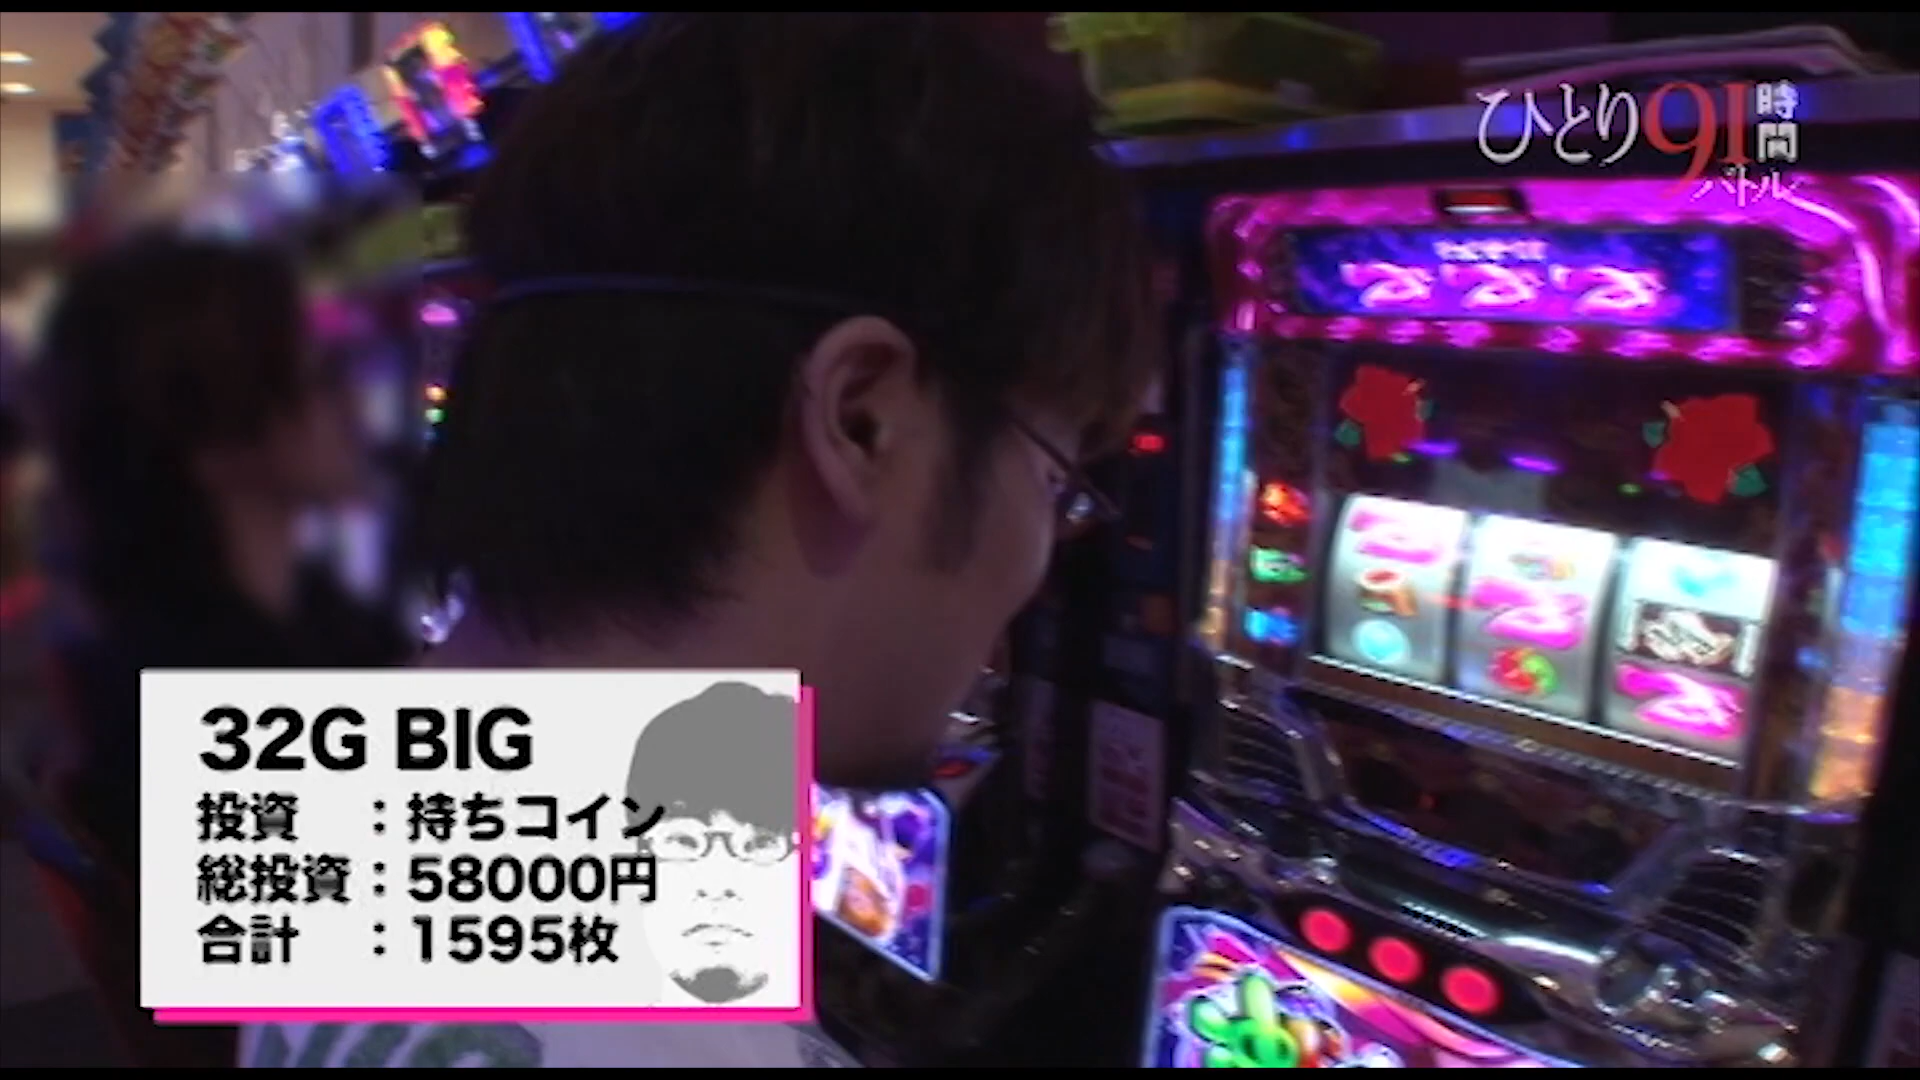 ひとり91時間
バトル
32G BIG
投資　：持ちコイン
総投資：58000円
合計　：1595枚